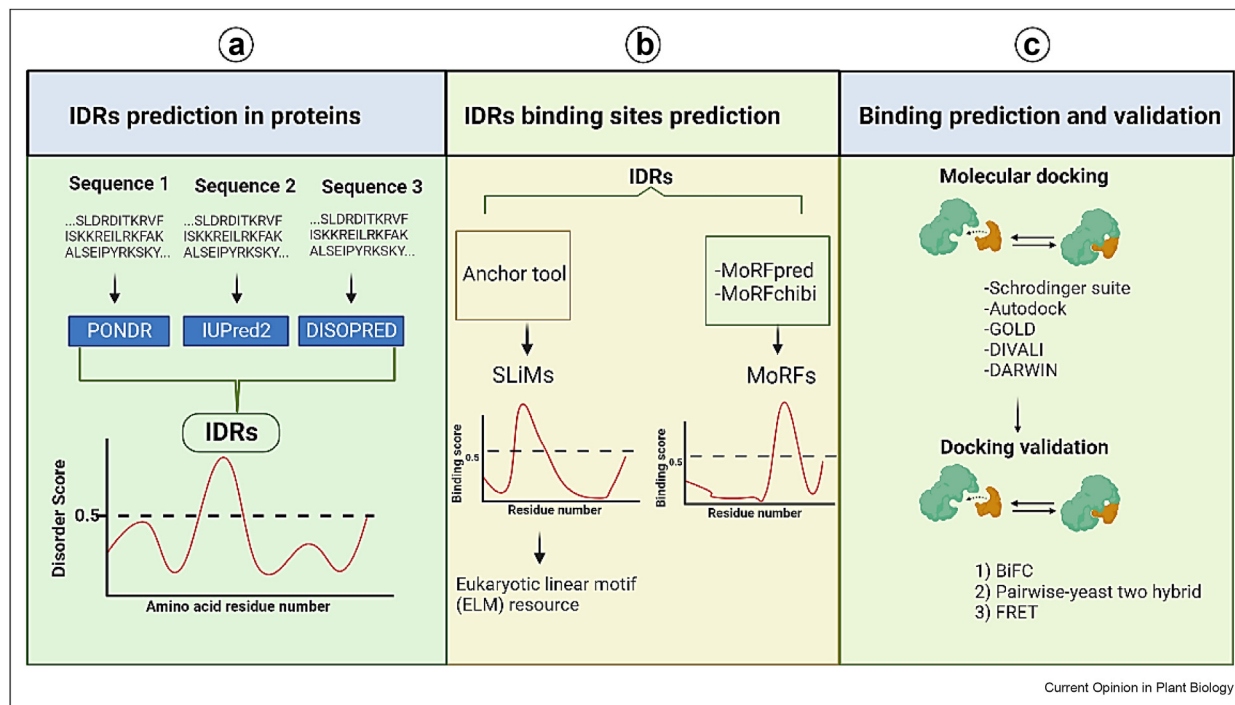 a
b
c
IDRs prediction in proteins
IDRs binding sites prediction
Binding prediction and validation
Sequence 1
Sequence 2
Sequence 3
...SLDRDITKRVF
ISKKREILRKFAK
ALSEIPYRKSKY...
...SLDRDITKRVF
ISKKREILRKFAK
ALSEIPYRKSKY...
...SLDRDITKRVF
ISKKREILRKFAK
ALSEIPYRKSKY...
PONDR
IUPred2
DISOPRED
IDRs
Disorder Score
0.5
Amino acid residue number
IDRs
Anchor tool
-MoRFpred
-MoRFchibi
SLiMs
MoRFs
Binding score
0.5
Residue number
Binding score
0.5
Residue number
Eukaryotic linear motif
(ELM) resource
Molecular docking
-Schrodinger suite
-Autodock
-GOLD
-DIVALI
-DARWIN
Docking validation
1) BiFC
2) Pairwise-yeast two hybrid
3) FRET
Current Opinion in Plant Biology